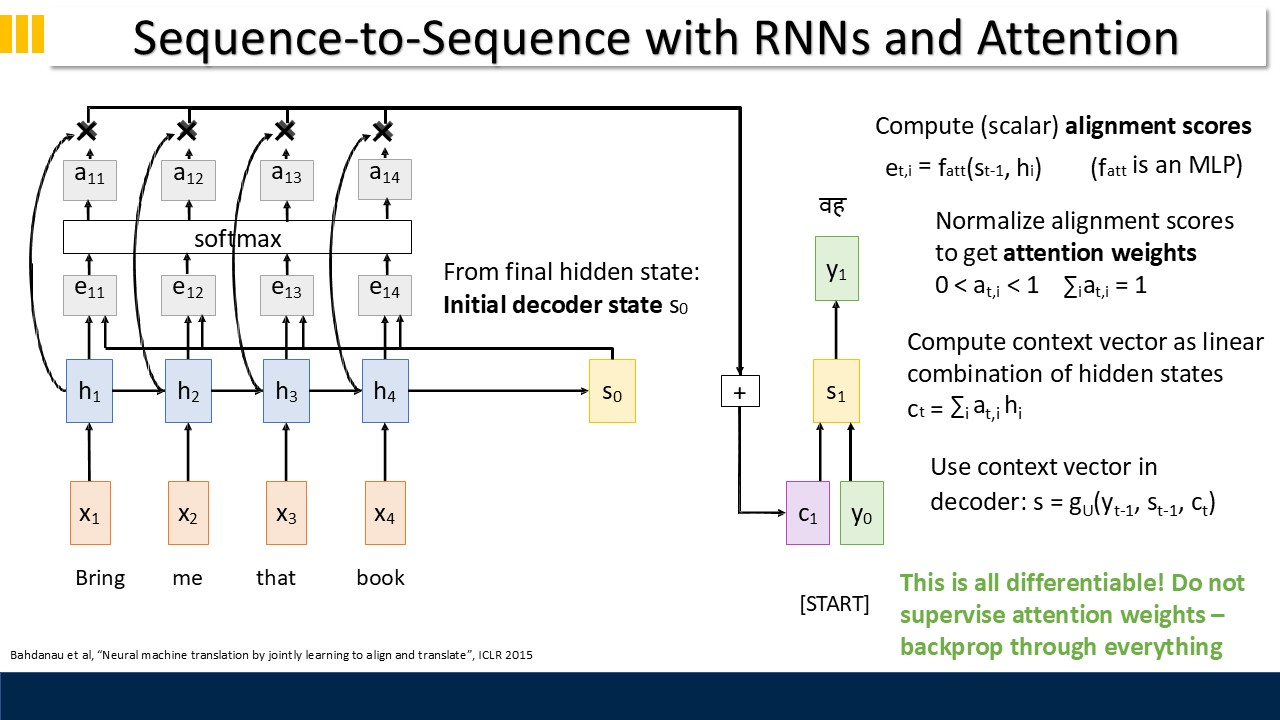 Sequence-to-Sequence with RNNs and Attention
a11 a12 a13 a14
softmax
e11 e12 e13 e14
From final hidden state:
Initial decoder state s0
h1 h2 h3 h4 s0
x1 x2 x3 x4
Bring me that book
+
वह
y1
s1
c1 y0
[START]
Compute (scalar) alignment scores
et,i = fatt(st-1, hi) (fatt is an MLP)
Normalize alignment scores
to get attention weights
0 < at,i < 1 ∑iat,i = 1
Compute context vector as linear
combination of hidden states
ct = ∑i at,i hi
Use context vector in
decoder: s = gU(yt-1, st-1, ct)
This is all differentiable! Do not
supervise attention weights –
backprop through everything
Bahdanau et al, “Neural machine translation by jointly learning to align and translate”, ICLR 2015